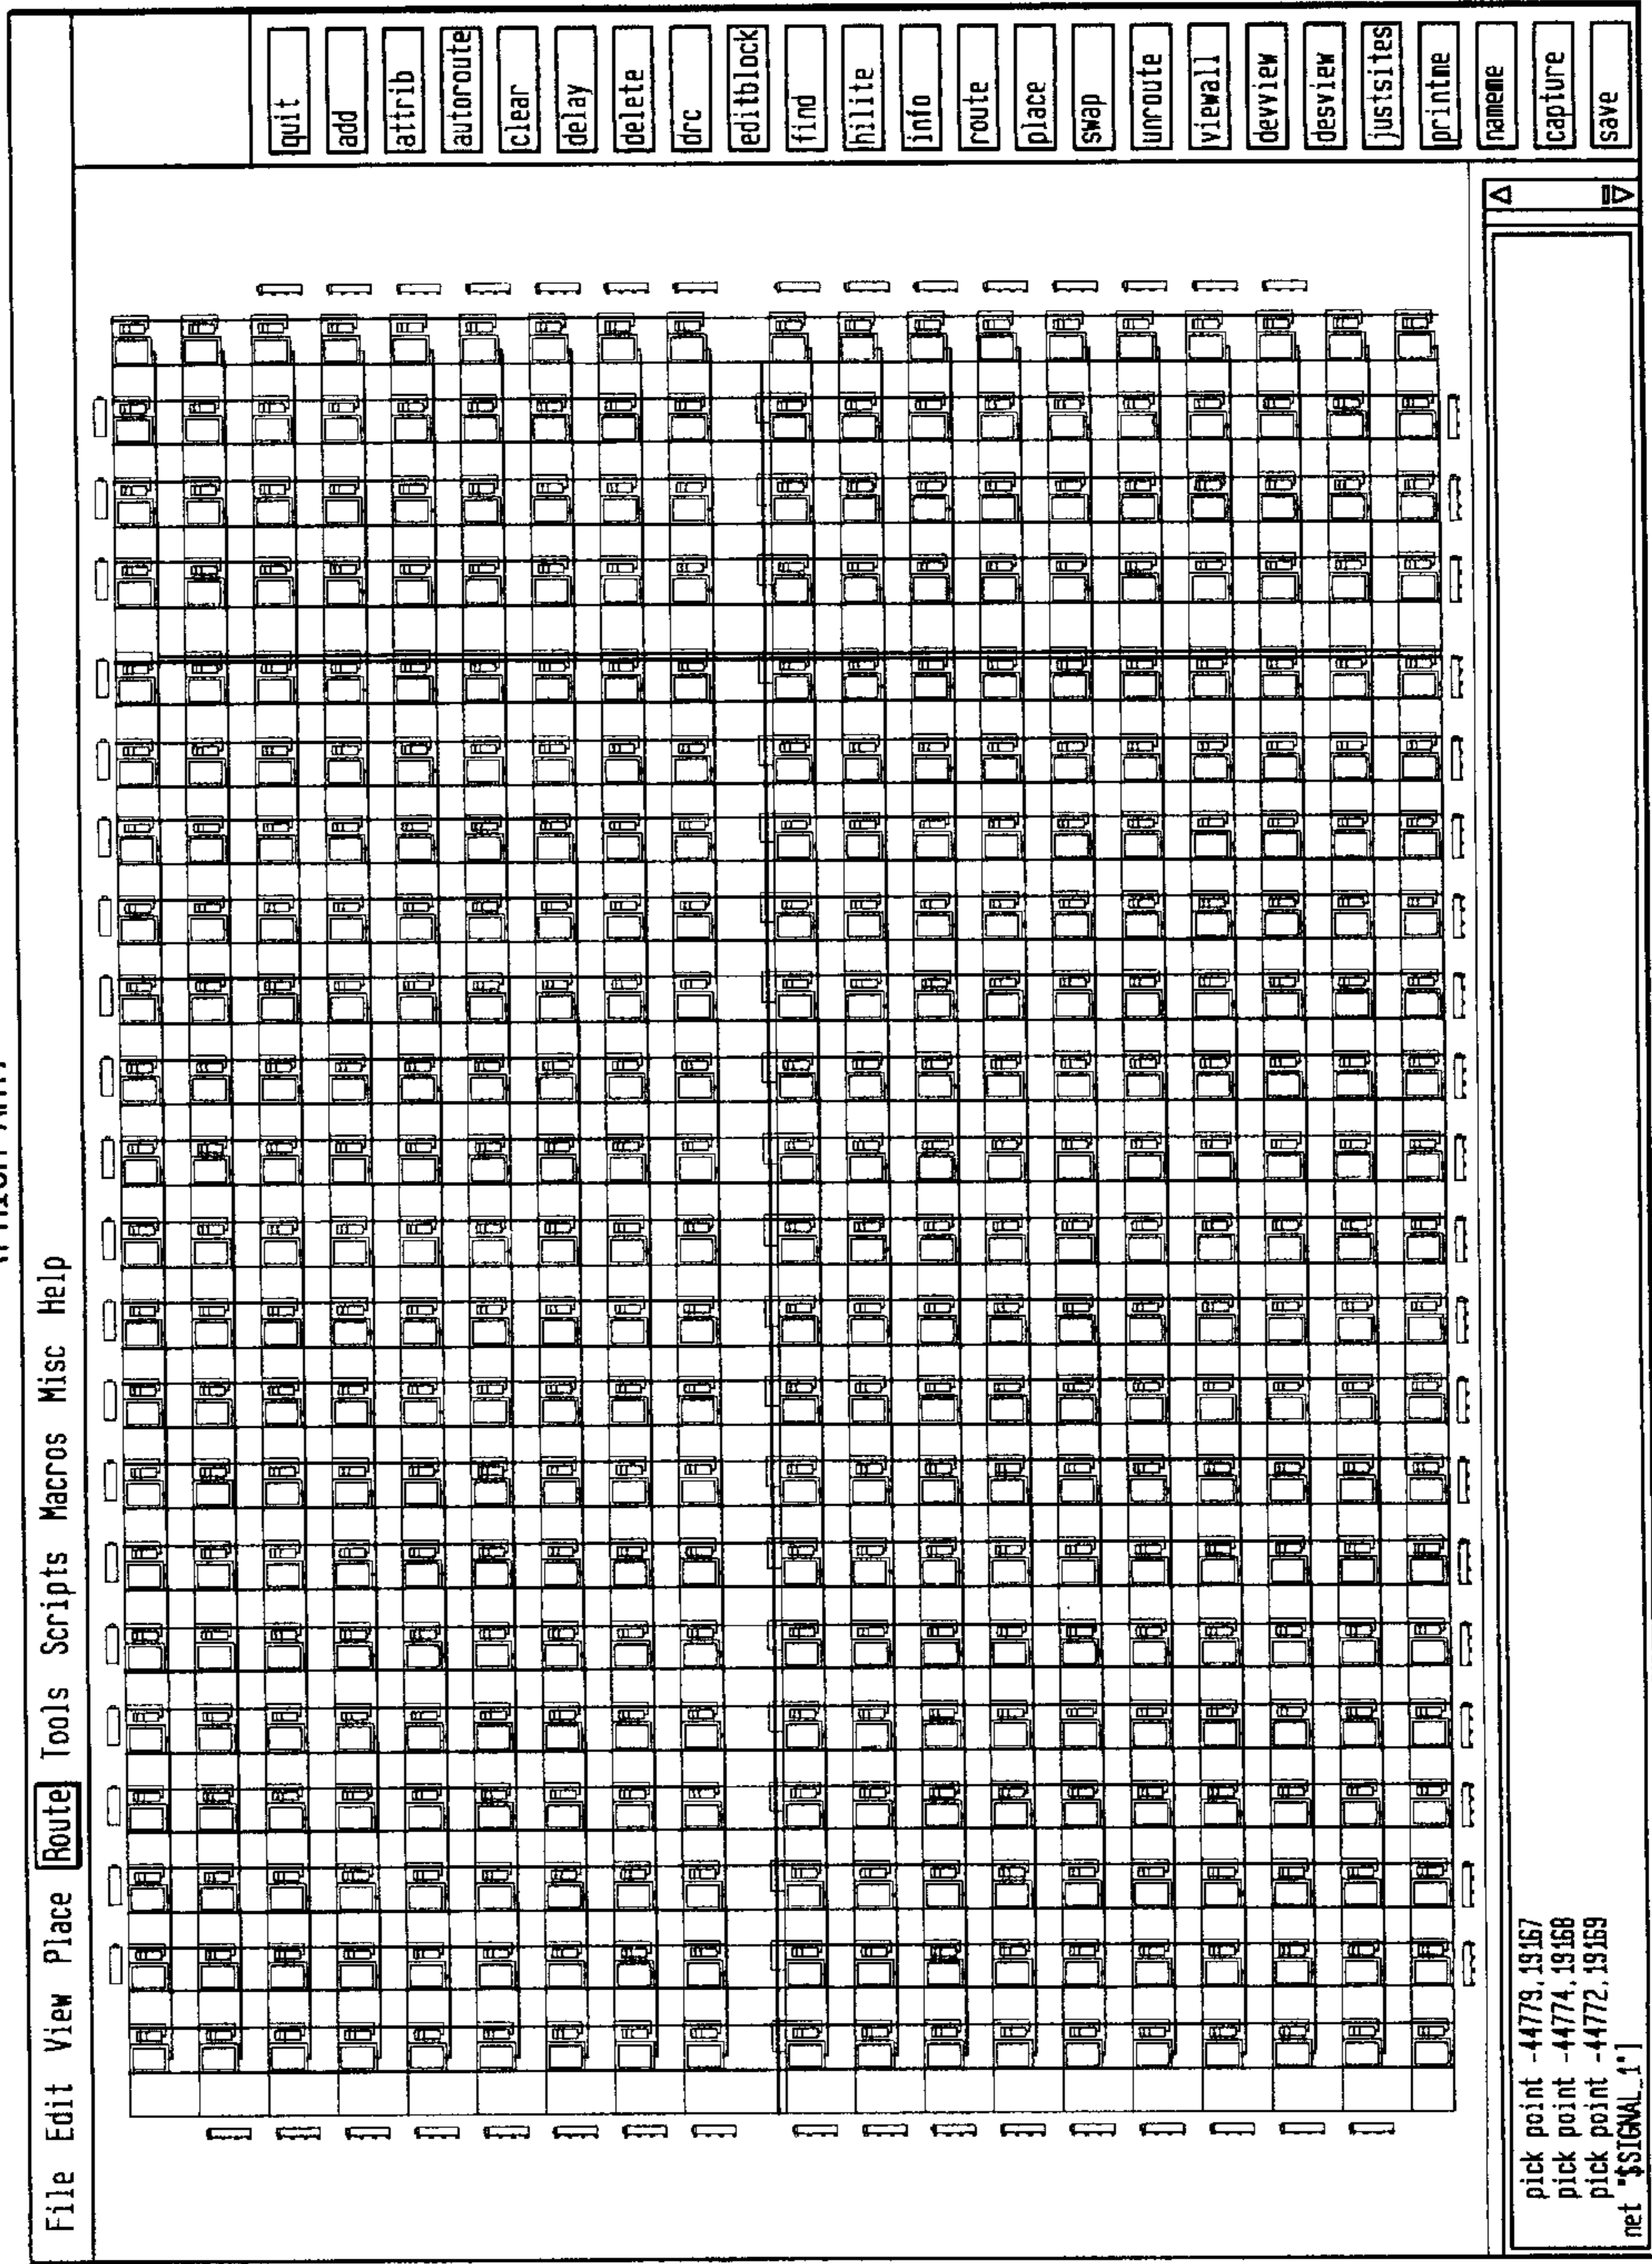 File Edit View Place Route Tools Scripts Macros Misc Help
quit
add
attrib
autoroute
clear
delay
delete
drc
editblock
find
hilite
info
route
place
swap
unroute
viewall
devview
desview
justsites
printme
nameme
capture
save
pick point -44779,19167
pick point -44774,19168
pick point -44772,19169
net "$SIGNAL_1"]